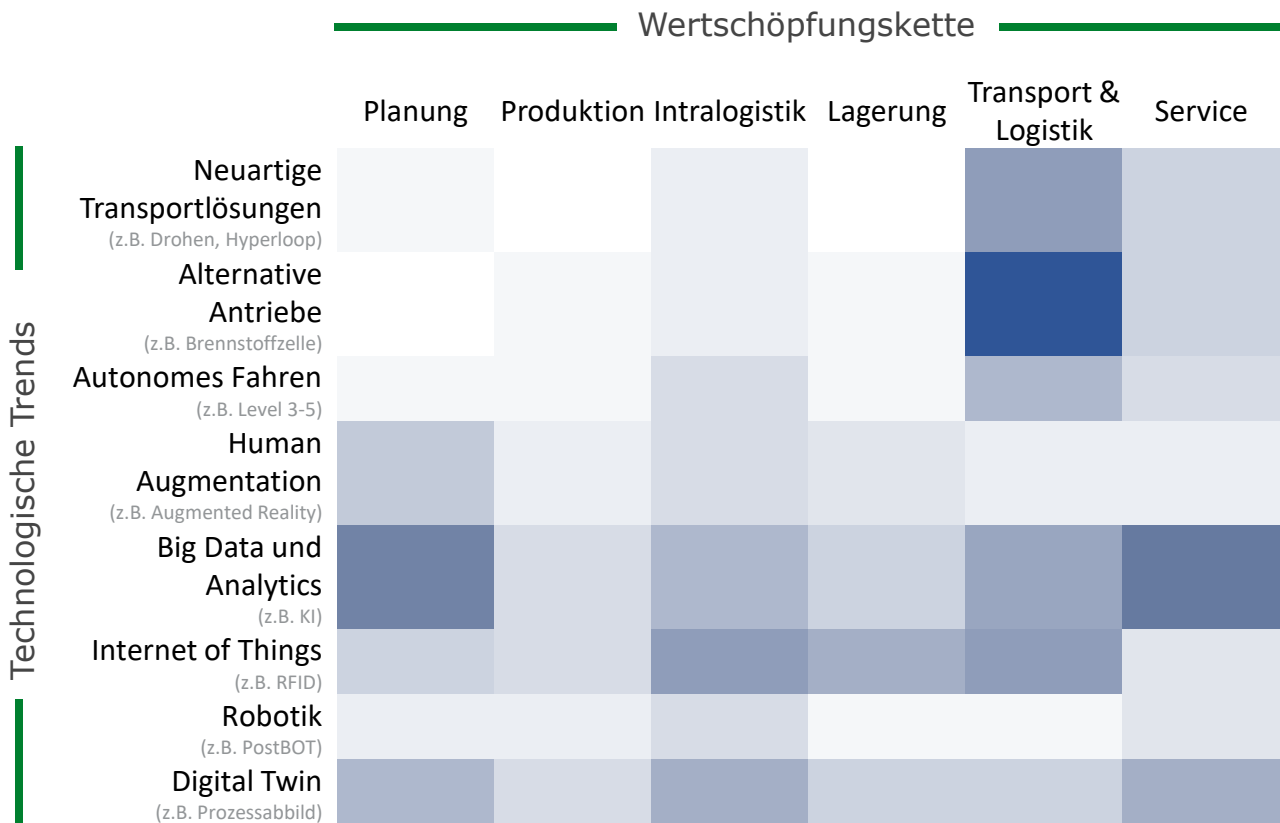 Wertschöpfungskette
Planung Produktion Intralogistik Lagerung Transport &
Logistik Service
Technologische Trends
Neuartige
Transportlösungen
(z.B. Drohen, Hyperloop)
Alternative
Antriebe
(z.B. Brennstoffzelle)
Autonomes Fahren
(z.B. Level 3-5)
Human
Augmentation
(z.B. Augmented Reality)
Big Data und
Analytics
(z.B. KI)
Internet of Things
(z.B. RFID)
Robotik
(z.B. PostBOT)
Digital Twin
(z.B. Prozessabbild)